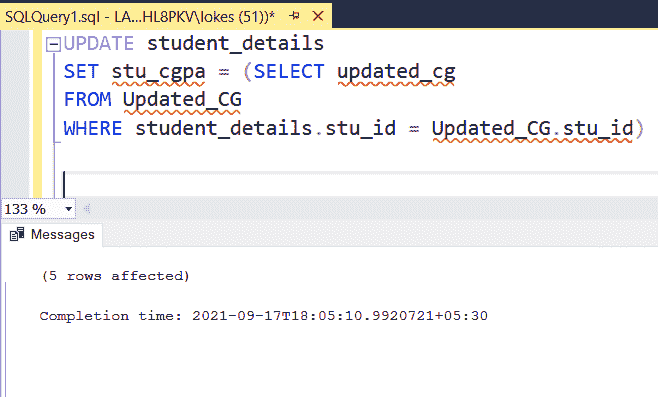 SQLQuery1.sql - LA...HL8PKV\lokes (51))*
UPDATE student_details
SET stu_cgpa = (SELECT updated_cg
FROM Updated_CG
WHERE student_details.stu_id = Updated_CG.stu_id)
133 %
Messages
(5 rows affected)
Completion time: 2021-09-17T18:05:10.9920721+05:30